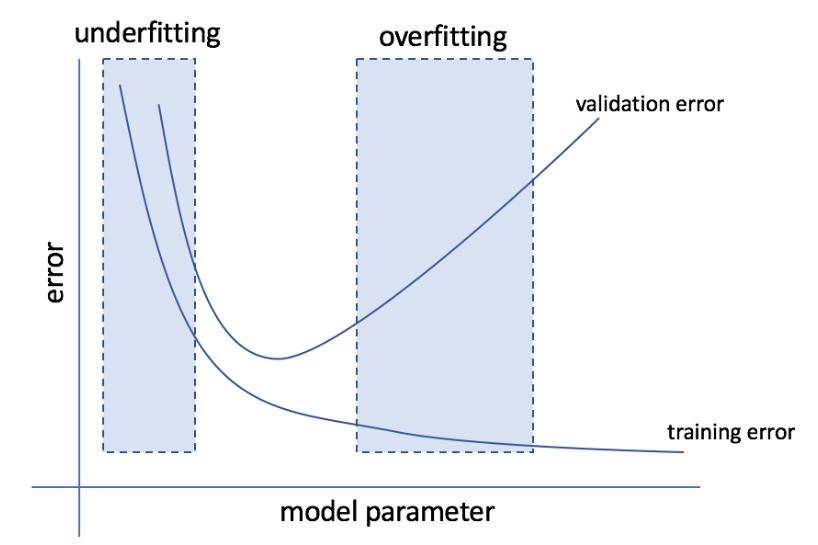 underfitting
overfitting
validation error
error
training error
model parameter